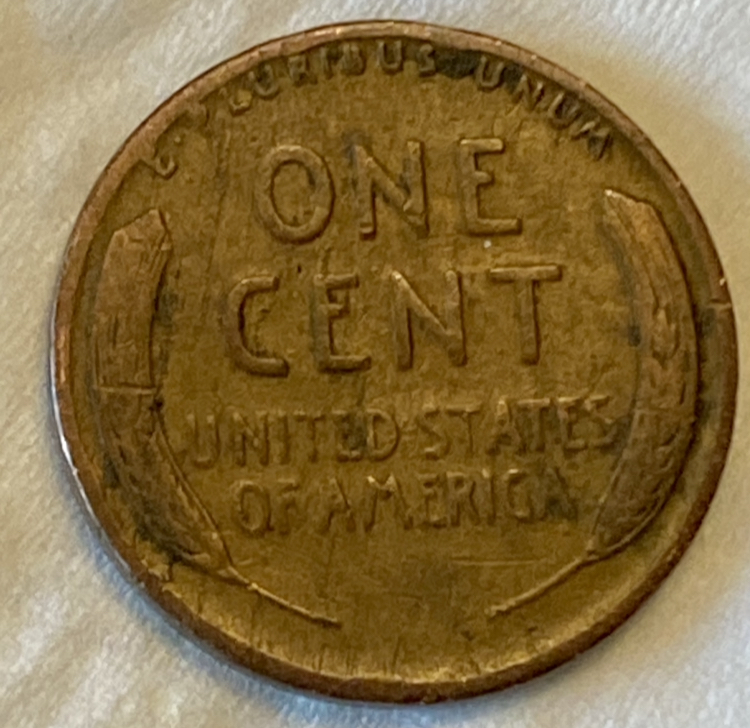 E PLURIBUS UNUM
ONE
CENT
UNITED STATES
OF AMERICA